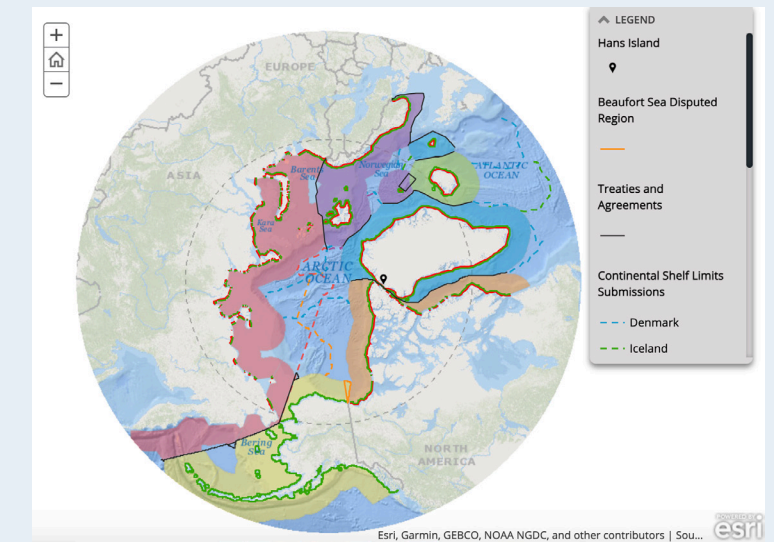 +
−
EUROPE
ASIA
Barents
Sea
Kara
Sea
Norwegian
Sea
ATLANTIC
OCEAN
ARCTIC
OCEAN
Bering
Sea
NORTH
AMERICA
LEGEND
Hans Island
Beaufort Sea Disputed
Region
Treaties and
Agreements
Continental Shelf Limits
Submissions
Denmark
Iceland
Esri, Garmin, GEBCO, NOAA NGDC, and other contributors | Sou...
POWERED BY
esri